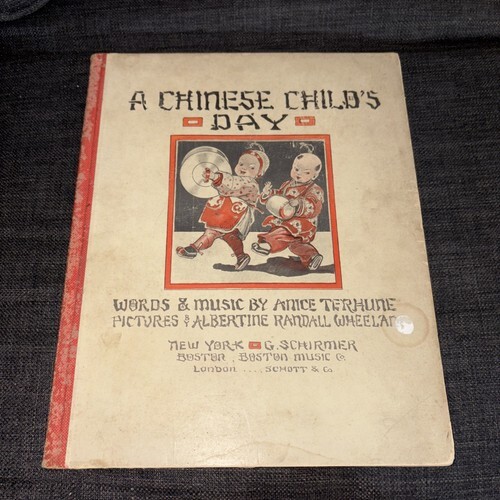 A CHINESE CHILD'S
DAY
WORDS & MUSIC BY ANICE TERHUNE
PICTURES BY ALBERTINE RANDALL WHEELAN
NEW YORK G. SCHIRMER
BOSTON . BOSTON MUSIC Co.
LONDON .... SCHOTT & Co.